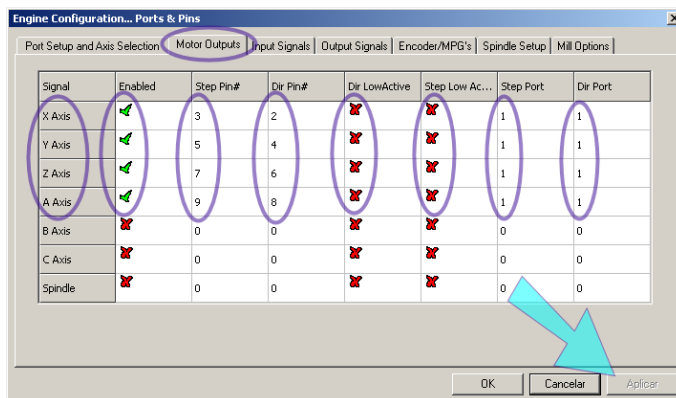 Engine Configuration... Ports & Pins
Port Setup and Axis Selection Motor Outputs Input Signals Output Signals Encoder/MPG's Spindle Setup Mill Options
Signal Enabled Step Pin# Dir Pin# Dir LowActive Step Low Ac... Step Port Dir Port
X Axis 3 2 1 1
Y Axis 5 4 1 1
Z Axis 7 6 1 1
A Axis 9 8 1 1
B Axis 0 0 0 0
C Axis 0 0 0 0
Spindle 0 0 0 0
OK Cancelar Aplicar